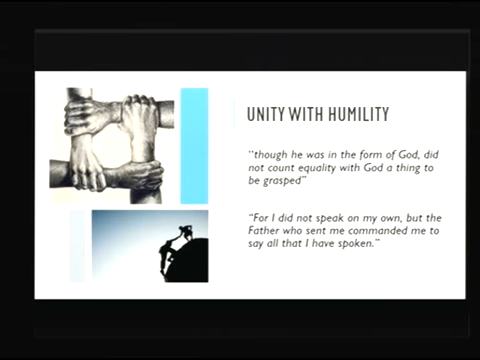 UNITY WITH HUMILITY
“though he was in the form of God, did
not count equality with God a thing to
be grasped”
“For I did not speak on my own, but the
Father who sent me commanded me to
say all that I have spoken.”